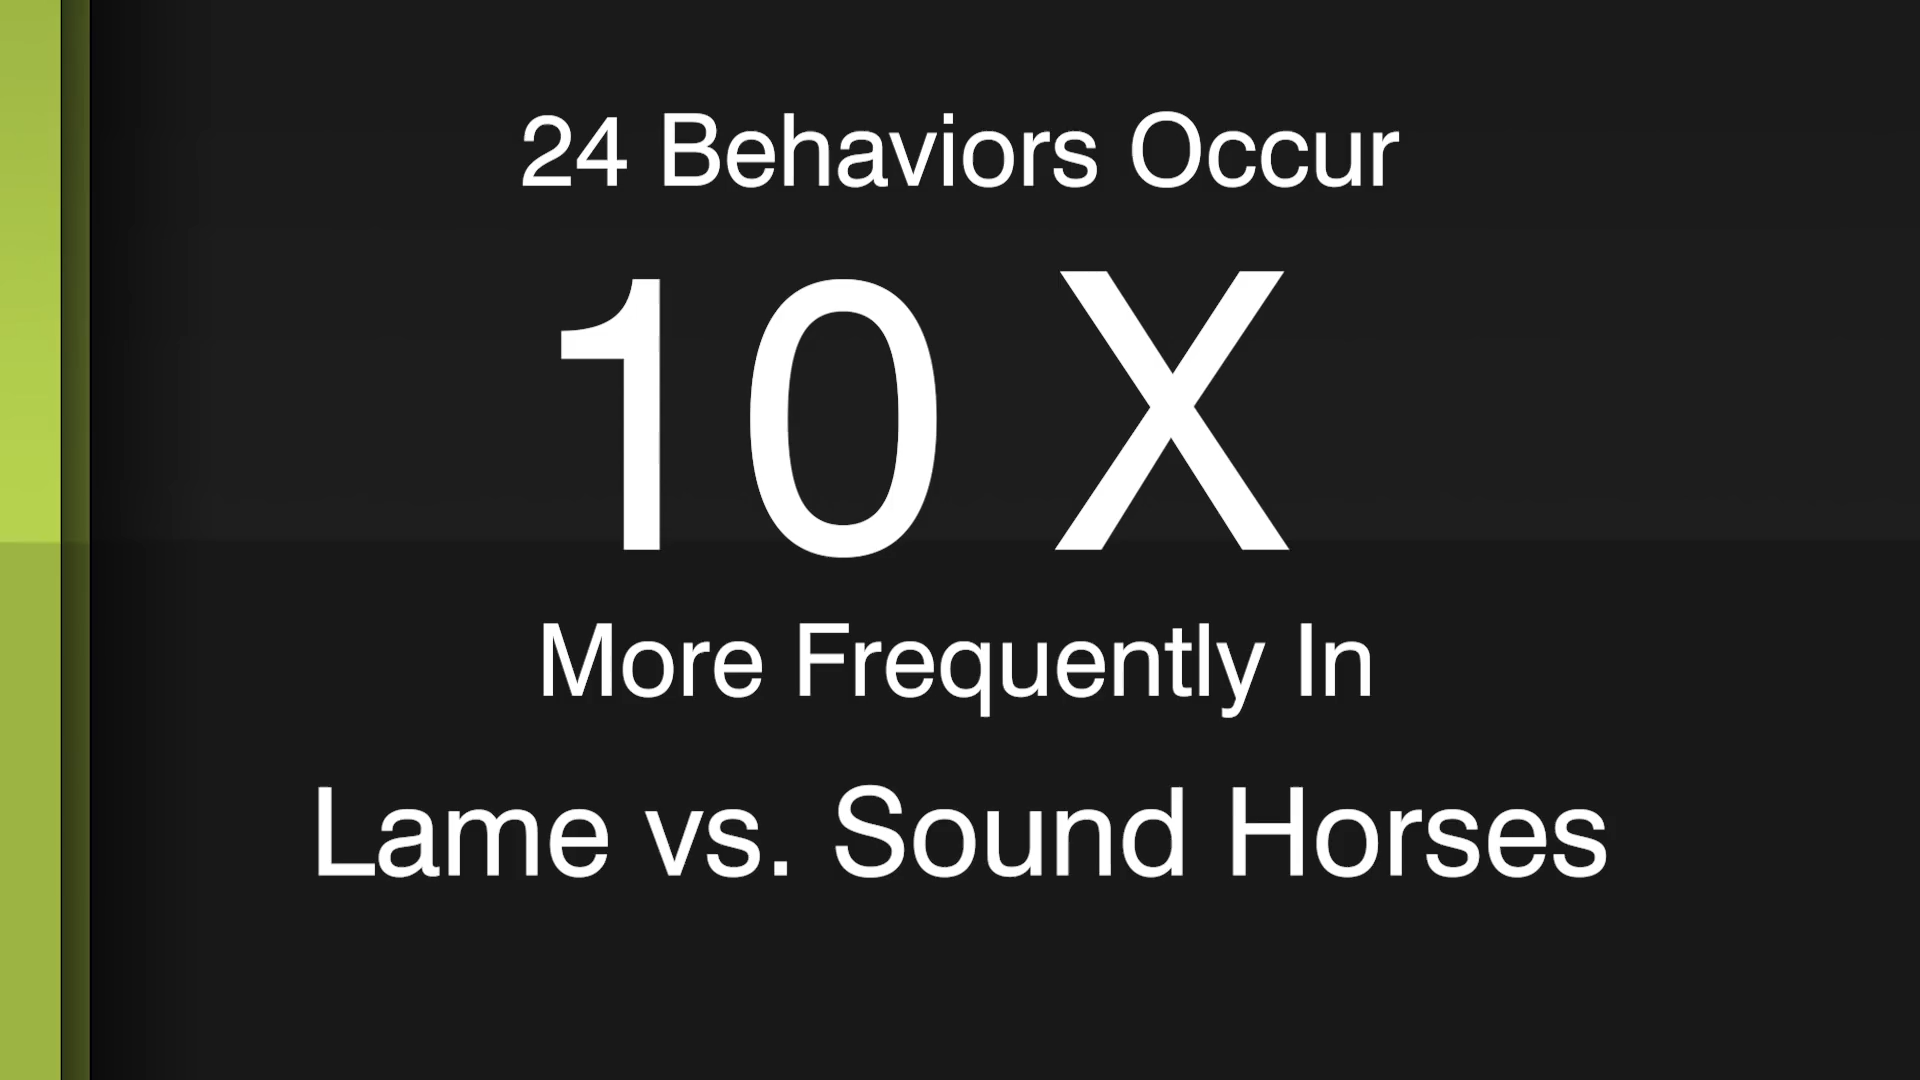 24 Behaviors Occur
10 X
More Frequently In
Lame vs. Sound Horses